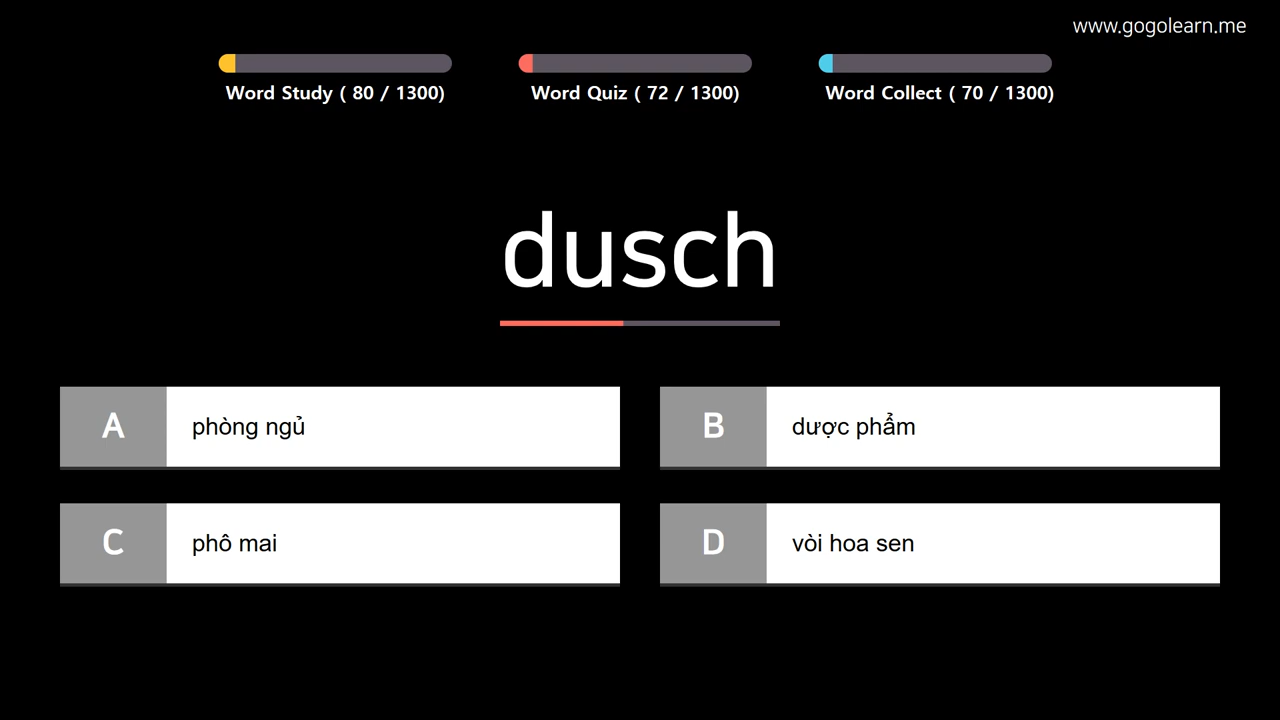 www.gogolearn.me
Word Study ( 80 / 1300)
Word Quiz ( 72 / 1300)
Word Collect ( 70 / 1300)
dusch
A phòng ngủ
B dược phẩm
C phô mai
D vòi hoa sen